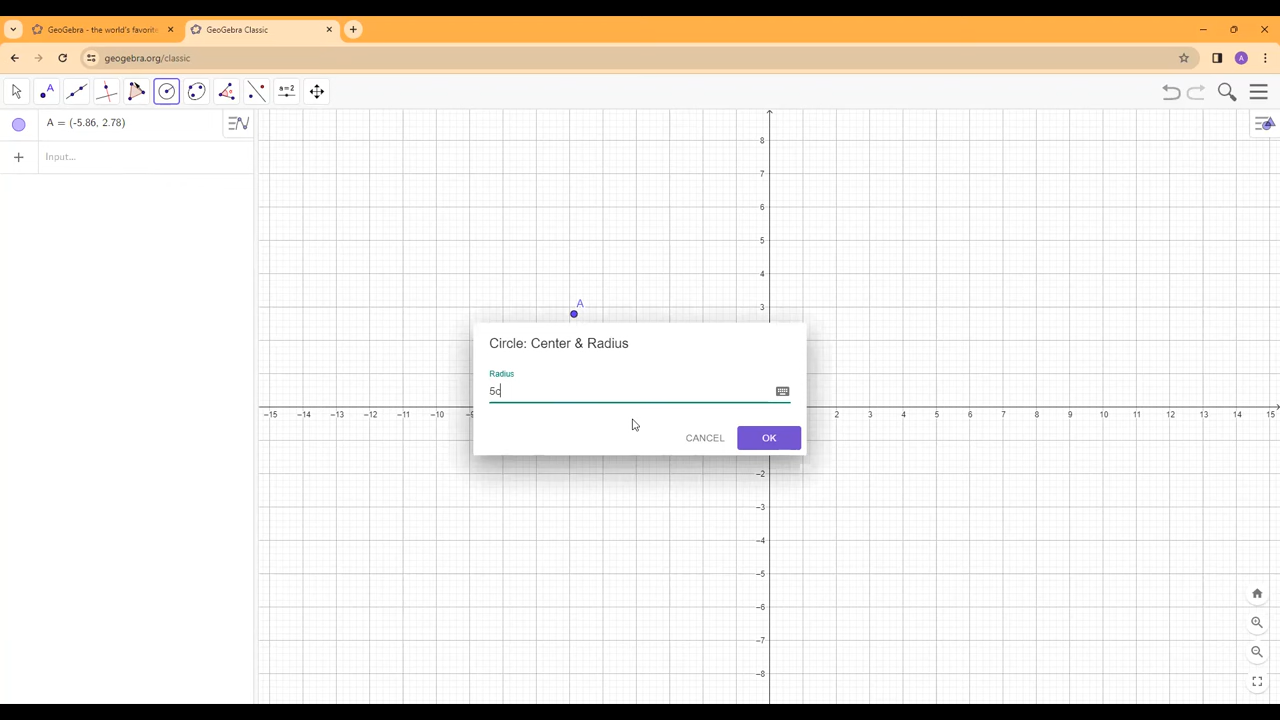 GeoGebra - the world's favorite
GeoGebra Classic
geogebra.org/classic
A
A
a=2
A = (-5.86, 2.78)
Input...
8
7
6
5
4
3
A
Circle: Center & Radius
Radius
5c
CANCEL
OK
−15 −14 −13 −12 −11 −10 2 3 4 5 6 7 8 9 10 11 12 13 14 15
−2
−3
−4
−5
−6
−7
−8